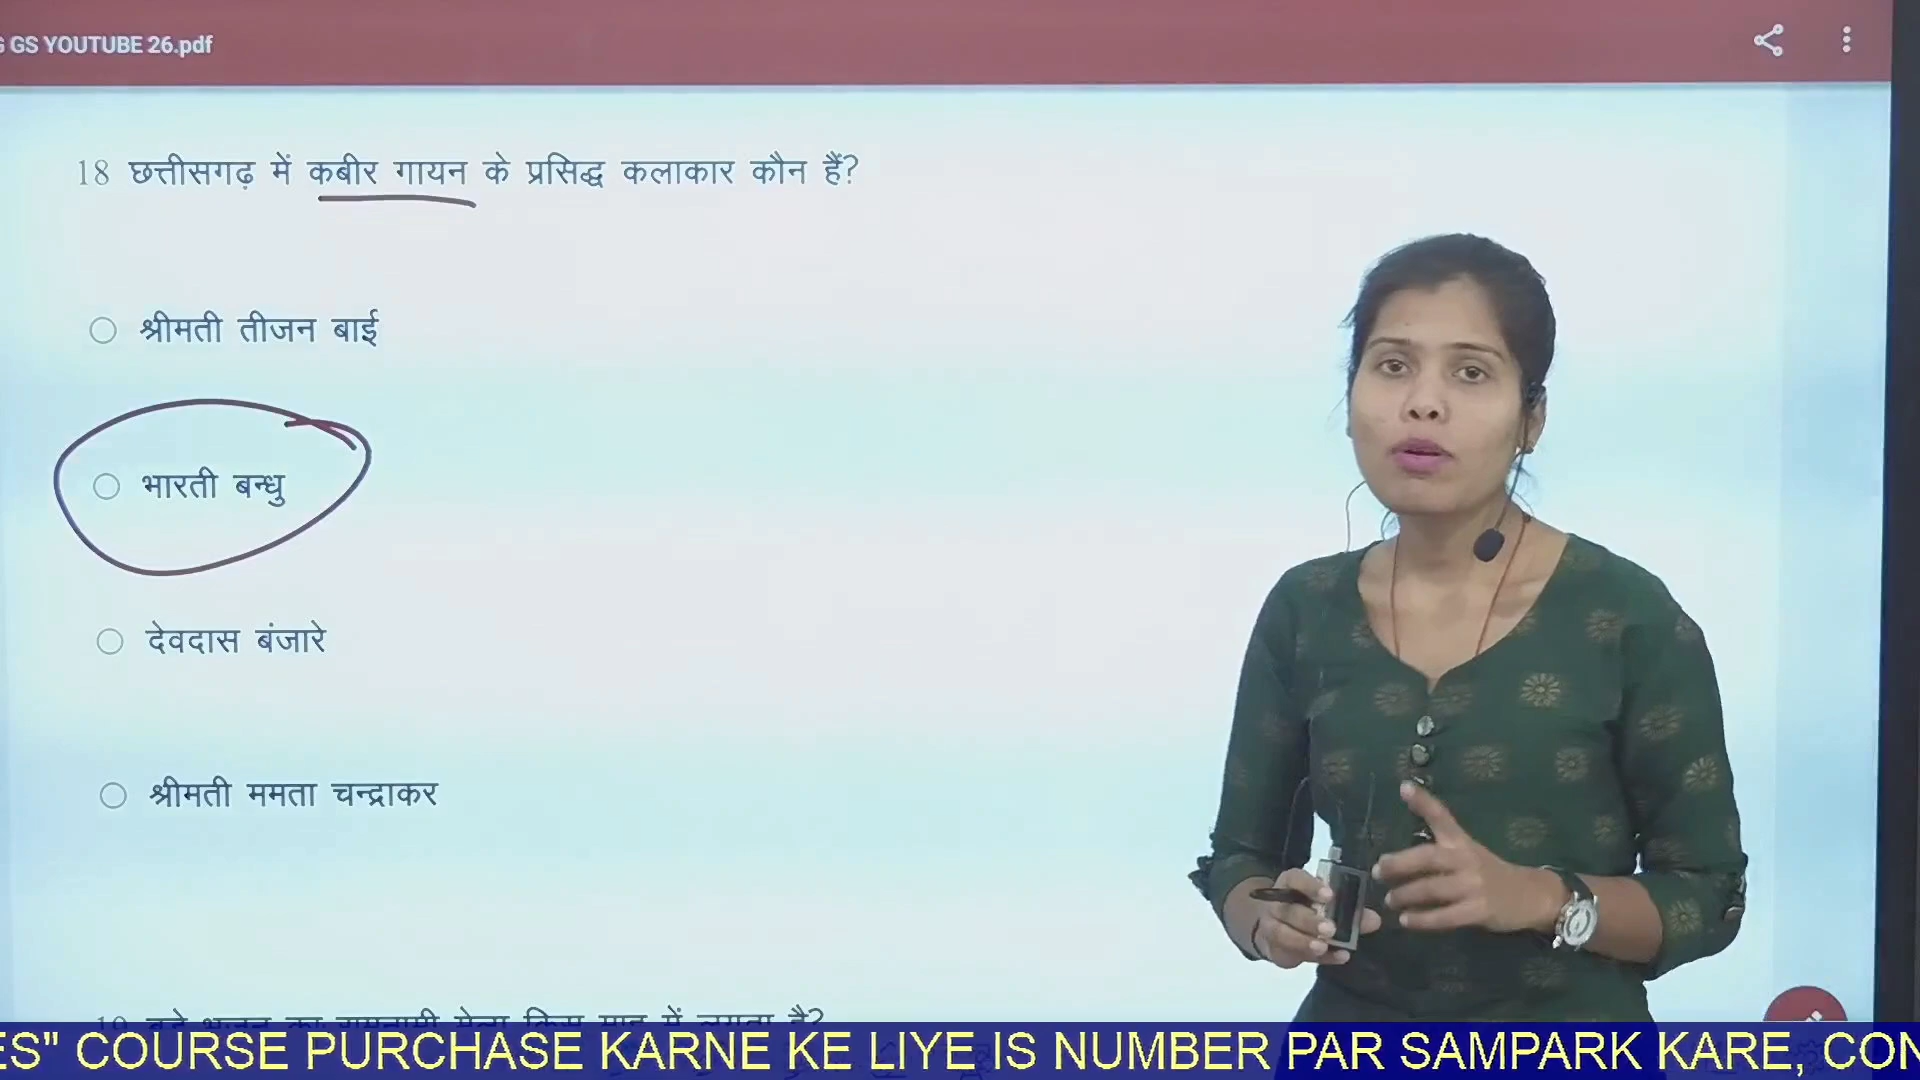 GS YOUTUBE 26.pdf
18 छत्तीसगढ़ में कबीर गायन के प्रसिद्ध कलाकार कौन हैं?
श्रीमती तीजन बाई
भारती बन्धु
देवदास बंजारे
श्रीमती ममता चन्द्राकर
मेला किस माह में लगता है?
ES" COURSE PURCHASE KARNE KE LIYE IS NUMBER PAR SAMPARK KARE, CON